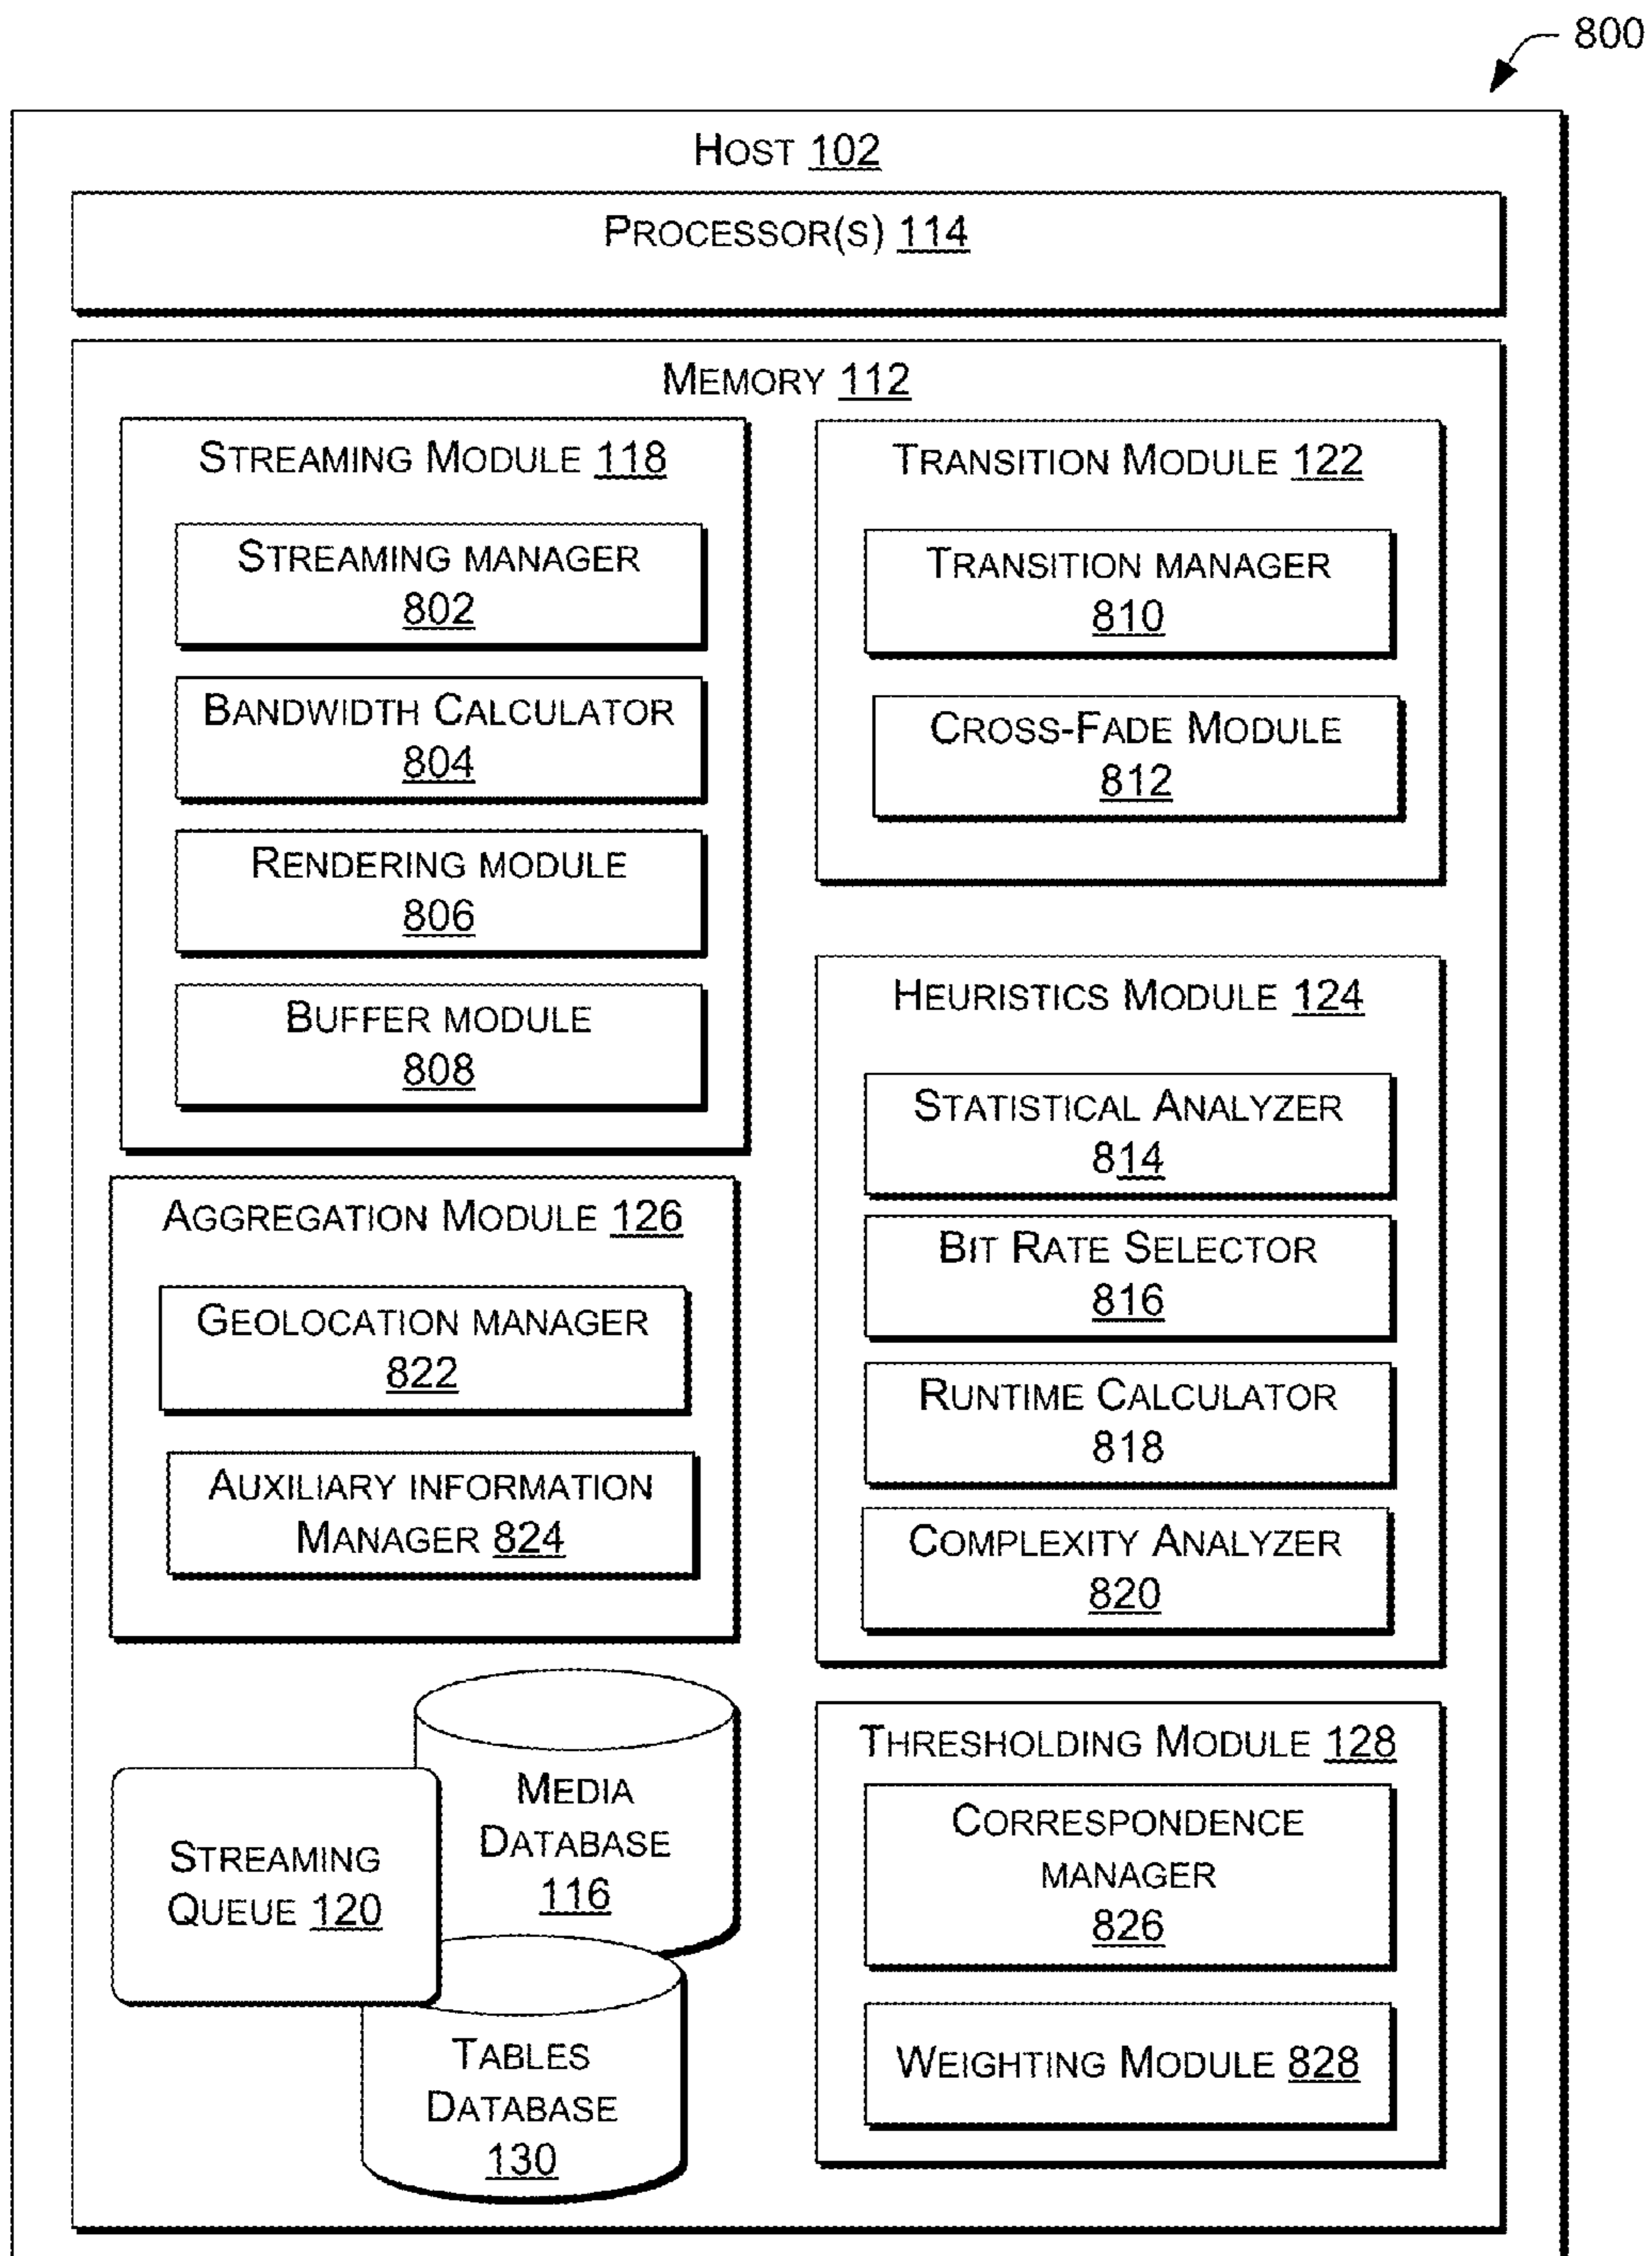 800
HOST 102
PROCESSOR(S) 114
MEMORY 112
STREAMING MODULE 118
STREAMING MANAGER
802
BANDWIDTH CALCULATOR
804
RENDERING MODULE
806
BUFFER MODULE
808
TRANSITION MODULE 122
TRANSITION MANAGER
810
CROSS-FADE MODULE
812
HEURISTICS MODULE 124
STATISTICAL ANALYZER
814
BIT RATE SELECTOR
816
RUNTIME CALCULATOR
818
COMPLEXITY ANALYZER
820
AGGREGATION MODULE 126
GEOLOCATION MANAGER
822
AUXILIARY INFORMATION
MANAGER 824
STREAMING
QUEUE 120
MEDIA
DATABASE
116
TABLES
DATABASE
130
THRESHOLDING MODULE 128
CORRESPONDENCE
MANAGER
826
WEIGHTING MODULE 828